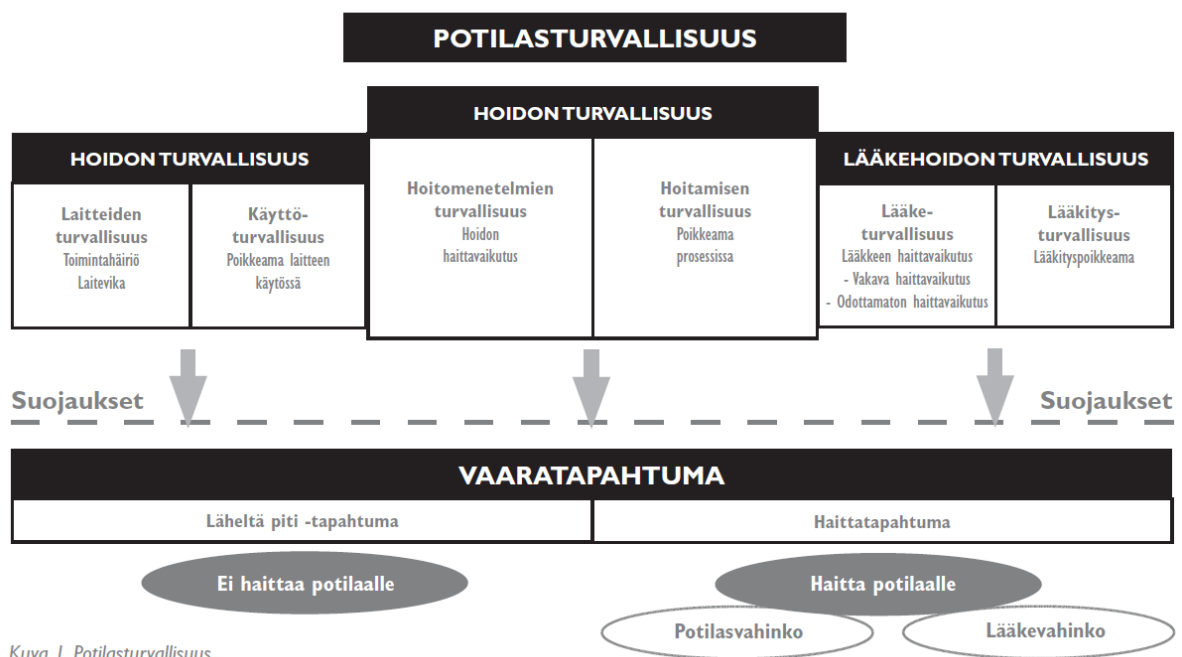 POTILASTURVALLISUUS
HOIDON TURVALLISUUS
HOIDON TURVALLISUUS
LÄÄKEHOIDON TURVALLISUUS
Laitteiden
turvallisuus
Toimintahäiriö
Laitevika
Käyttö-
turvallisuus
Poikkeama laitteen
käytössä
Hoitomenetelmien
turvallisuus
Hoidon
haittavaikutus
Hoitamisen
turvallisuus
Poikkeama
prosessissa
Lääke-
turvallisuus
Lääkkeen haittavaikutus
- Vakava haittavaikutus
- Odottamaton haittavaikutus
Lääkitys-
turvallisuus
Lääkityspoikkeama
Suojaukset
Suojaukset
VAARATAPAHTUMA
Läheltä piti -tapahtuma
Haittatapahtuma
Ei haittaa potilaalle
Haitta potilaalle
Potilasvahinko
Lääkevahinko
Kuva 1. Potilasturvallisuus